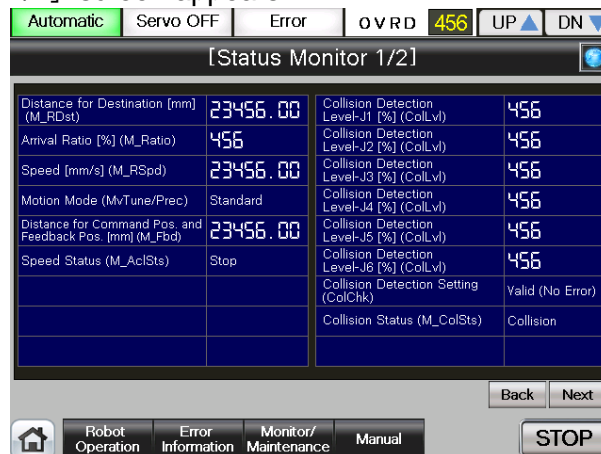 Automatic Servo OFF Error OVRD 456 UP DN
[Status Monitor 1/2]
Distance for Destination [mm]
(M_RDst)
23456.00
Arrival Ratio [%] (M_Ratio)
456
Speed [mm/s] (M_RSpd)
23456.00
Motion Mode (MvTune/Prec)
Standard
Distance for Command Pos. and
Feedback Pos. [mm] (M_Fbd)
23456.00
Speed Status (M_AclSts)
Stop
Collision Detection
Level-J1 [%] (ColLvl)
456
Collision Detection
Level-J2 [%] (ColLvl)
456
Collision Detection
Level-J3 [%] (ColLvl)
456
Collision Detection
Level-J4 [%] (ColLvl)
456
Collision Detection
Level-J5 [%] (ColLvl)
456
Collision Detection
Level-J6 [%] (ColLvl)
456
Collision Detection Setting
(ColChk)
Valid (No Error)
Collision Status (M_ColSts)
Collision
Back Next
Robot
Operation
Error
Information
Monitor/
Maintenance
Manual
STOP